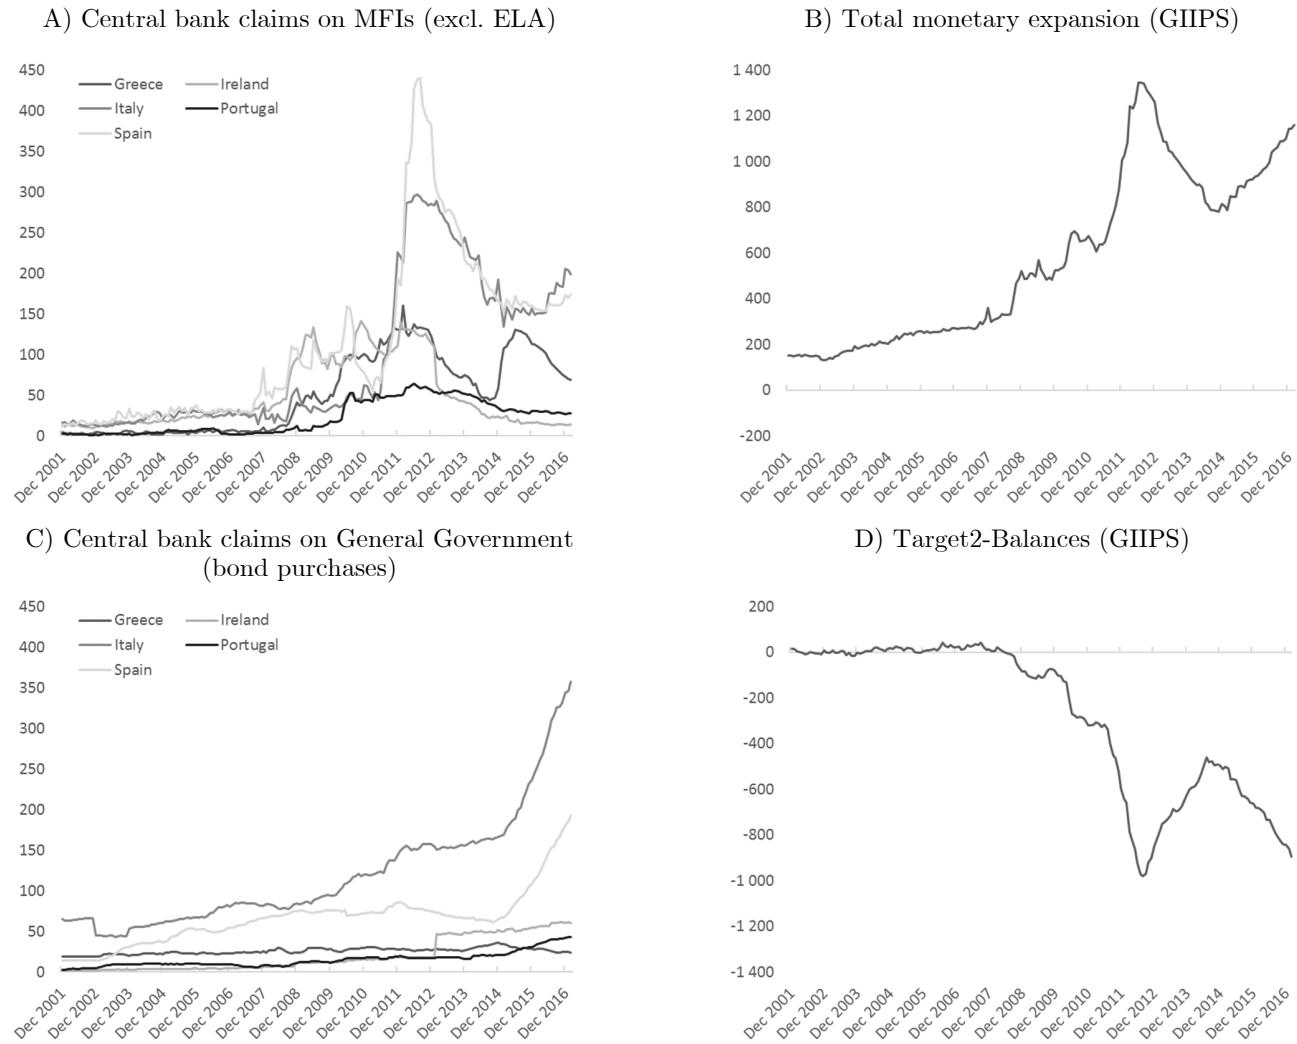 A) Central bank claims on MFIs (excl. ELA)
450
400
350
300
250
200
150
100
50
0
Greece
Ireland
Italy
Portugal
Spain
Dec 2001
Dec 2002
Dec 2003
Dec 2004
Dec 2005
Dec 2006
Dec 2007
Dec 2008
Dec 2009
Dec 2010
Dec 2011
Dec 2012
Dec 2013
Dec 2014
Dec 2015
Dec 2016
B) Total monetary expansion (GIIPS)
1 400
1 200
1 000
800
600
400
200
0
-200
Dec 2001
Dec 2002
Dec 2003
Dec 2004
Dec 2005
Dec 2006
Dec 2007
Dec 2008
Dec 2009
Dec 2010
Dec 2011
Dec 2012
Dec 2013
Dec 2014
Dec 2015
Dec 2016
C) Central bank claims on General Government
(bond purchases)
450
400
350
300
250
200
150
100
50
0
Greece
Ireland
Italy
Portugal
Spain
Dec 2001
Dec 2002
Dec 2003
Dec 2004
Dec 2005
Dec 2006
Dec 2007
Dec 2008
Dec 2009
Dec 2010
Dec 2011
Dec 2012
Dec 2013
Dec 2014
Dec 2015
Dec 2016
D) Target2-Balances (GIIPS)
200
0
-200
-400
-600
-800
-1 000
-1 200
-1 400
Dec 2001
Dec 2002
Dec 2003
Dec 2004
Dec 2005
Dec 2006
Dec 2007
Dec 2008
Dec 2009
Dec 2010
Dec 2011
Dec 2012
Dec 2013
Dec 2014
Dec 2015
Dec 2016